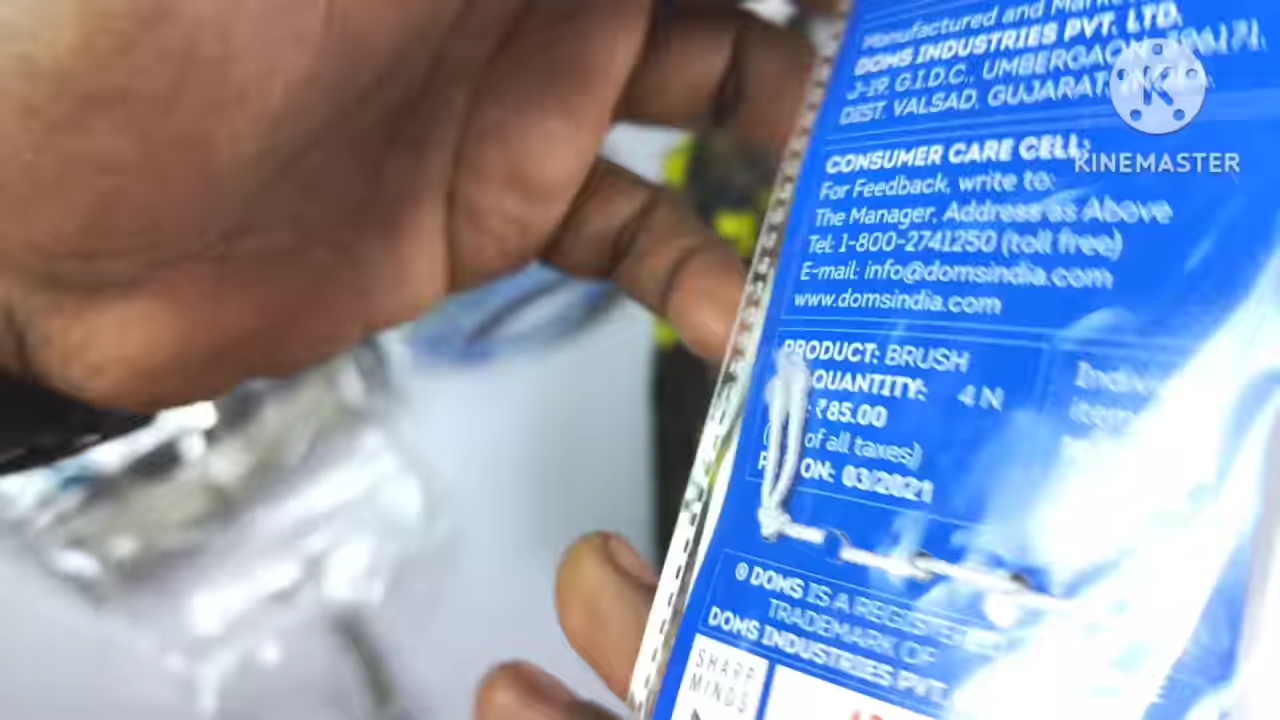 Manufactured and Marke
DOMS INDUSTRIES PVT. LTD.
J-19, G.I.D.C., UMBERGAON
DIST. VALSAD, GUJARAT,
CONSUMER CARE CELL:
For Feedback, write to:
The Manager, Address as Above
Tel: 1-800-2741250 (toll free)
E-mail: info@domsindia.com
www.domsindia.com
PRODUCT: BRUSH
QUANTITY: 4 N
: ₹85.00
of all taxes)
ON: 03/2021
® DOMS IS A REGISTERED
TRADEMARK OF
DOMS INDUSTRIES PVT.
SHARP
MINDS
KINEMASTER